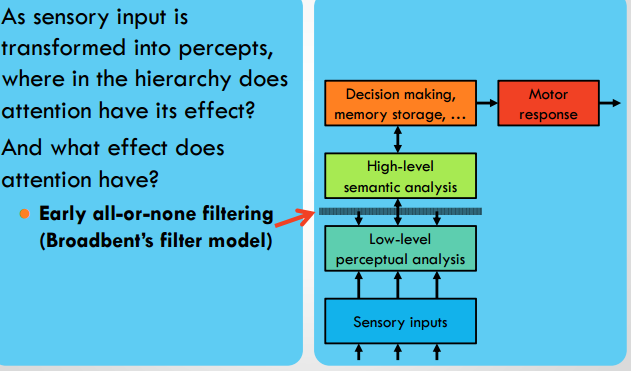 As sensory input is
transformed into percepts,
where in the hierarchy does
attention have its effect?
And what effect does
attention have?
Early all-or-none filtering
(Broadbent's filter model)
Decision making,
memory storage, ...
Motor
response
High-level
semantic analysis
Low-level
perceptual analysis
Sensory inputs